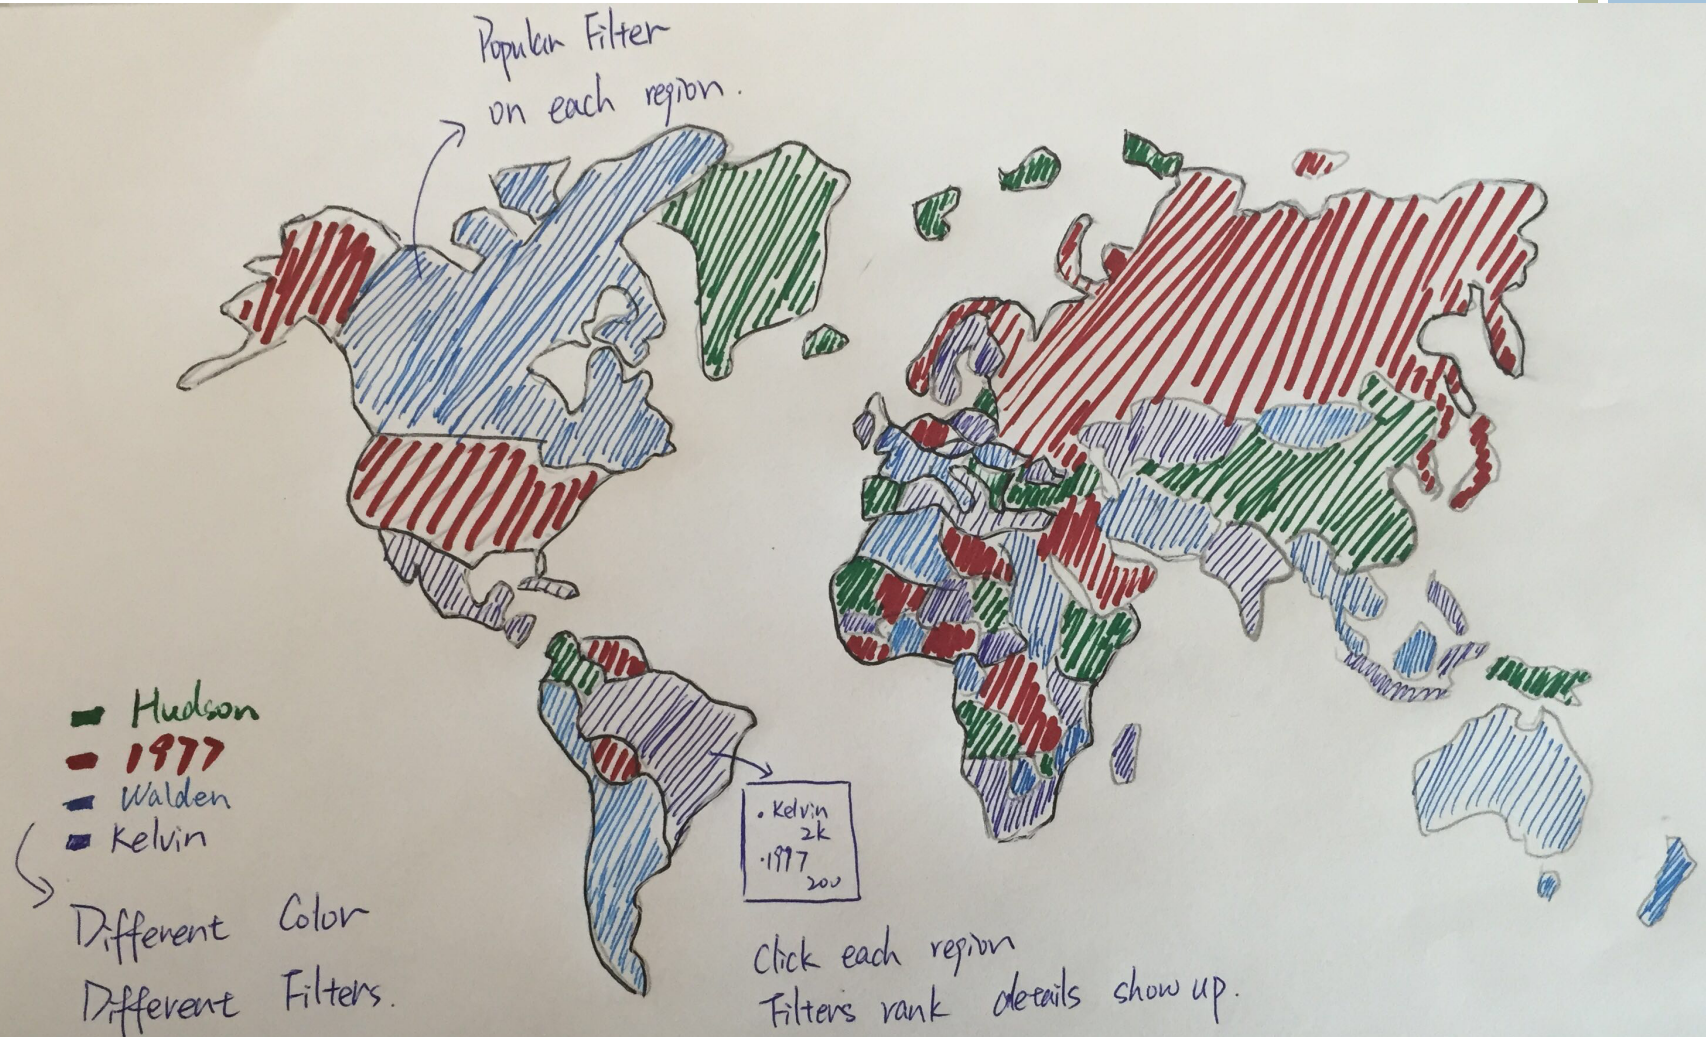 Popular Filter
on each region.
Hudson
1977
Walden
Kelvin
Different Color
Different Filters.
• Kelvin
2k
• 1997
200
Click each region
Filters rank details show up.